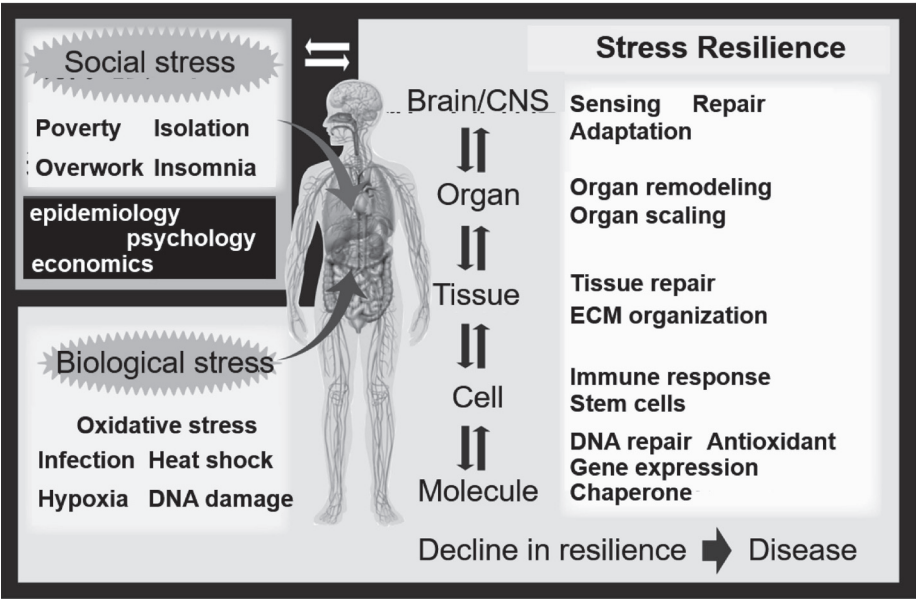 Social stress
Poverty Isolation
Overwork Insomnia
epidemiology
psychology
economics
Biological stress
Oxidative stress
Infection Heat shock
Hypoxia DNA damage
Brain/CNS
Organ
Tissue
Cell
Molecule
Stress Resilience
Sensing Repair
Adaptation
Organ remodeling
Organ scaling
Tissue repair
ECM organization
Immune response
Stem cells
DNA repair Antioxidant
Gene expression
Chaperone
Decline in resilience Disease